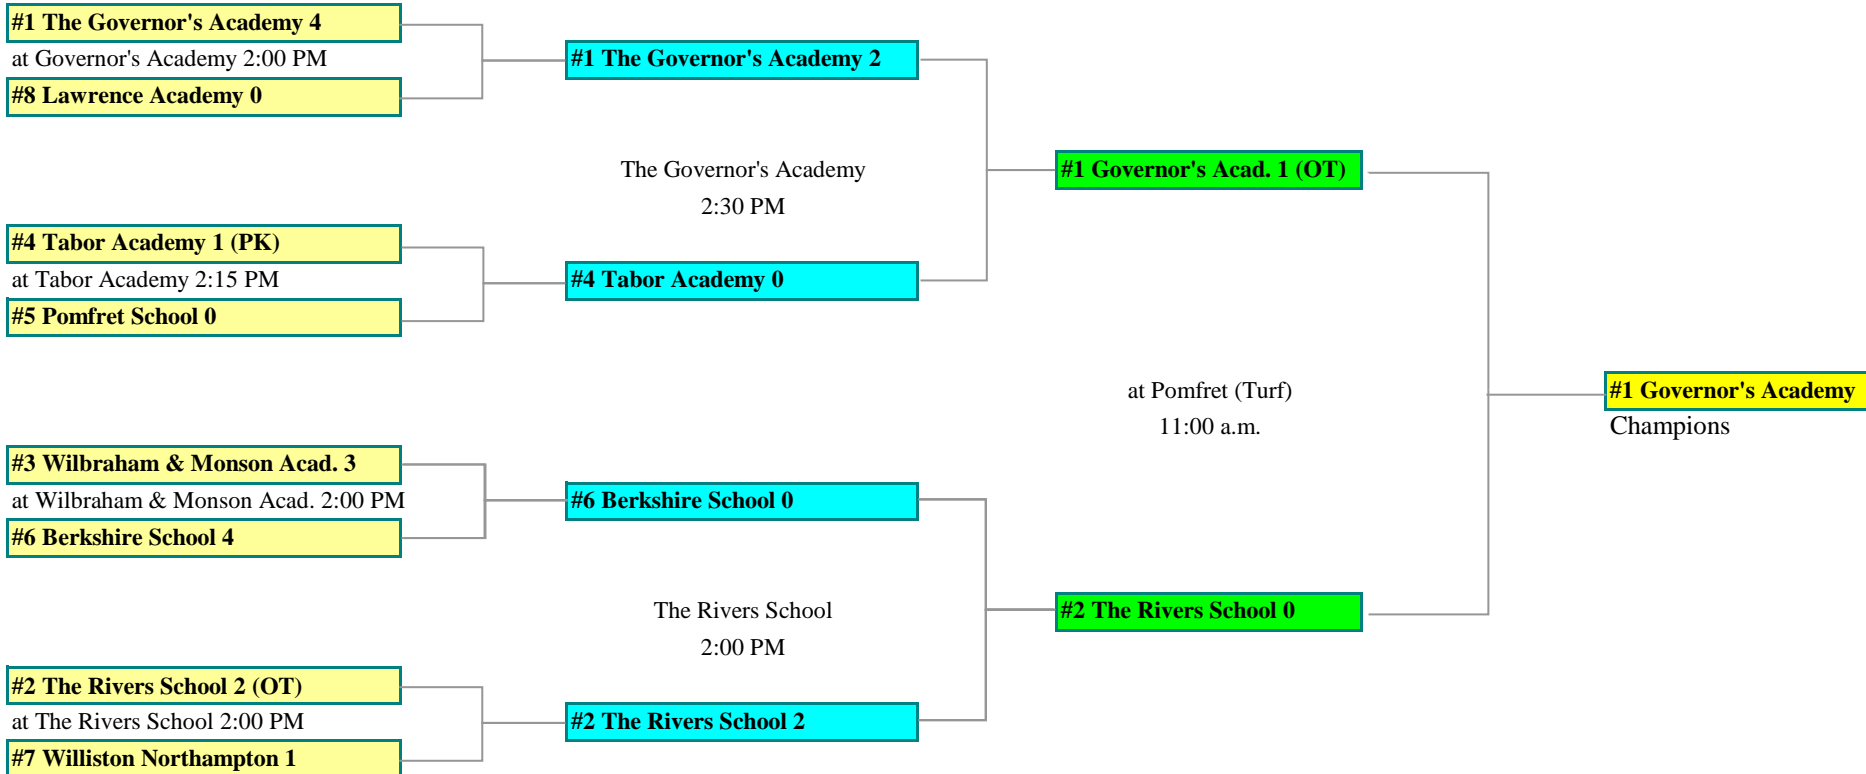 #1 The Governor's Academy 4
at Governor's Academy 2:00 PM
#8 Lawrence Academy 0
#1 The Governor's Academy 2
The Governor's Academy
2:30 PM
#4 Tabor Academy 1 (PK)
at Tabor Academy 2:15 PM
#5 Pomfret School 0
#4 Tabor Academy 0
#1 Governor's Acad. 1 (OT)
at Pomfret (Turf)
11:00 a.m.
#1 Governor's Academy
Champions
#3 Wilbraham & Monson Acad. 3
at Wilbraham & Monson Acad. 2:00 PM
#6 Berkshire School 4
#6 Berkshire School 0
The Rivers School
2:00 PM
#2 The Rivers School 0
#2 The Rivers School 2 (OT)
at The Rivers School 2:00 PM
#7 Williston Northampton 1
#2 The Rivers School 2